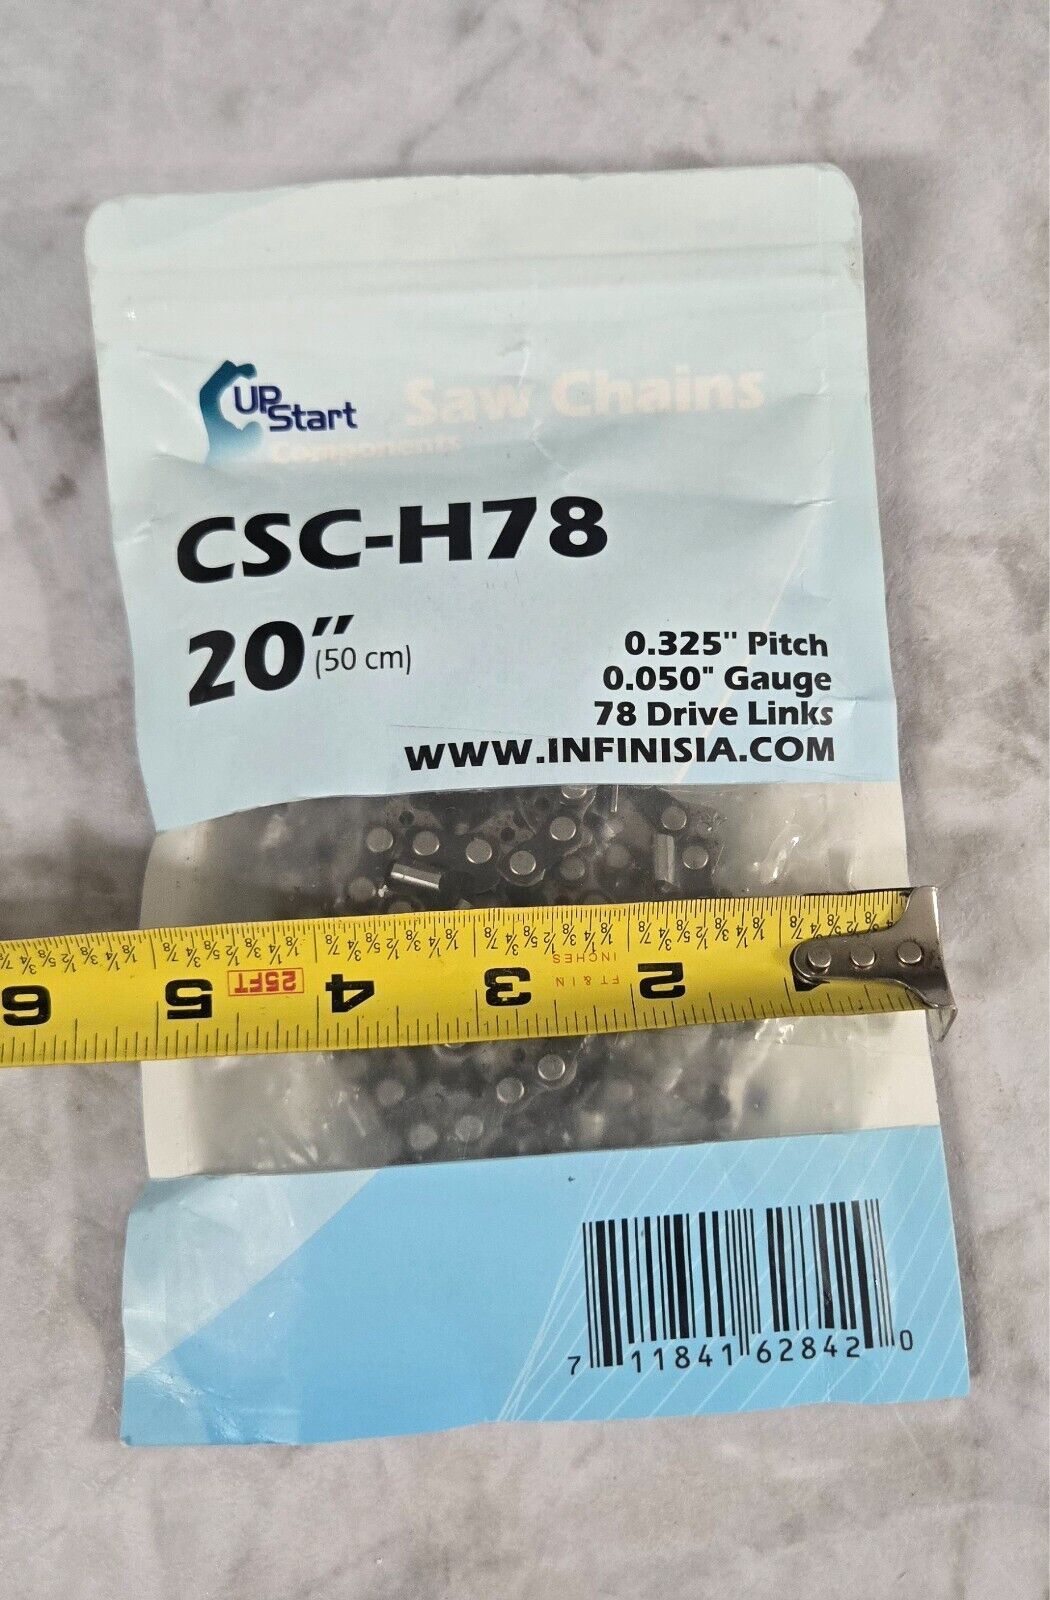 UPStart Saw Chains
Components
CSC-H78
20" (50 cm)
0.325" Pitch
0.050" Gauge
78 Drive Links
WWW.INFINISIA.COM
6 5 25FT 4 3 FT & IN INCHES 2 1
7 11841 62842 0